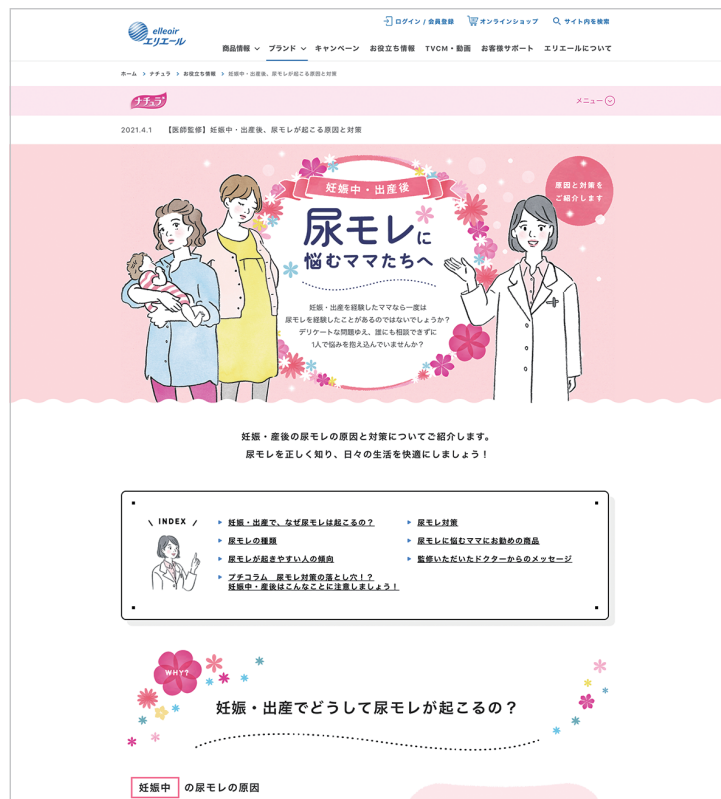 ログイン / 会員登録
オンラインショップ
サイト内を検索
elleair
エリエール
商品情報
ブランド
キャンペーン
お役立ち情報
TVCM・動画
お客様サポート
エリエールについて
ホーム > ナチュラ > お役立ち情報 > 妊娠中・出産後、尿モレが起こる原因と対策
ナチュラ
メニュー
2021.4.1 【医師監修】妊娠中・出産後、尿モレが起こる原因と対策
妊娠中・出産後
原因と対策を
ご紹介します
尿モレに
悩むママたちへ
妊娠・出産を経験したママなら一度は
尿モレを経験したことがあるのではないでしょうか？
デリケートな問題ゆえ、誰にも相談できずに
1人で悩みを抱え込んでいませんか？
妊娠・産後の尿モレの原因と対策についてご紹介します。
尿モレを正しく知り、日々の生活を快適にしましょう！
INDEX
妊娠・出産で、なぜ尿モレは起こるの？
尿モレの種類
尿モレが起きやすい人の傾向
プチコラム　尿モレ対策の落とし穴！？
妊娠中・産後はこんなことに注意しましょう！
尿モレ対策
尿モレに悩むママにお勧めの商品
監修いただいたドクターからのメッセージ
WHY?
妊娠・出産でどうして尿モレが起こるの？
妊娠中 の尿モレの原因